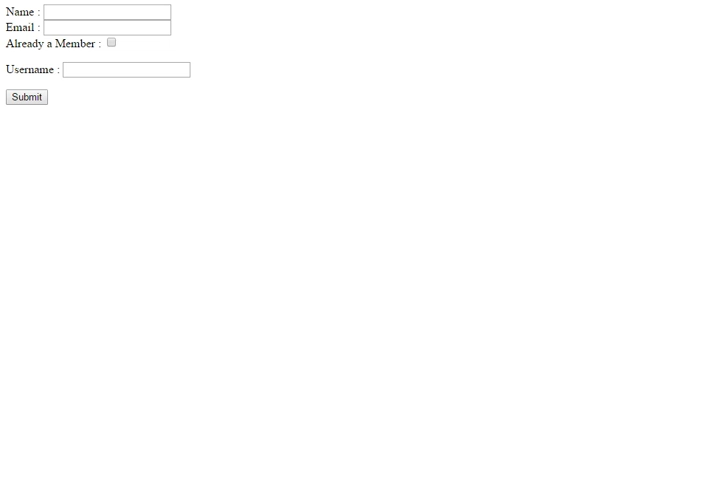 Name :
Email :
Already a Member :
Username :
Submit